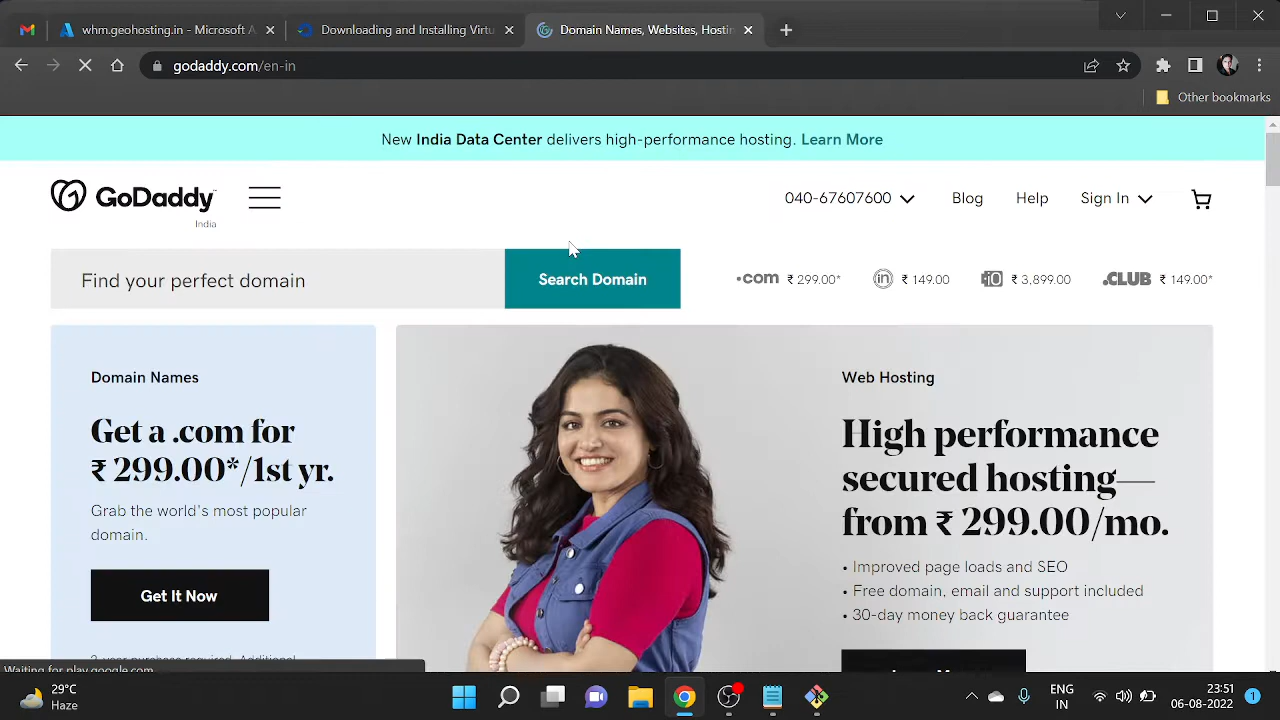 whm.geohosting.in - Microsoft A
Downloading and Installing Virtu
Domain Names, Websites, Hostin
godaddy.com/en-in
Other bookmarks
New India Data Center delivers high-performance hosting. Learn More
GoDaddy
India
040-67607600
Blog
Help
Sign In
Find your perfect domain
Search Domain
.com ₹ 299.00*
in ₹ 149.00
₹ 3,899.00
.CLUB ₹ 149.00*
Domain Names
Get a .com for
₹ 299.00*/1st yr.
Grab the world's most popular
domain.
Get It Now
Web Hosting
High performance
secured hosting—
from ₹ 299.00/mo.
• Improved page loads and SEO
• Free domain, email and support included
• 30-day money back guarantee
29°C
Haze
ENG
IN
23:51
06-08-2022
1